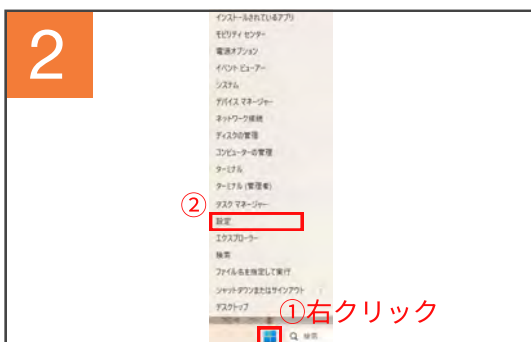 2
インストールされているアプリ
モビリティ センター
電源オプション
イベント ビューアー
システム
デバイス マネージャー
ネットワーク接続
ディスクの管理
コンピューターの管理
ターミナル
ターミナル (管理者)
タスク マネージャー
②
設定
エクスプローラー
検索
ファイル名を指定して実行
シャットダウンまたはサインアウト
デスクトップ
①右クリック
検索